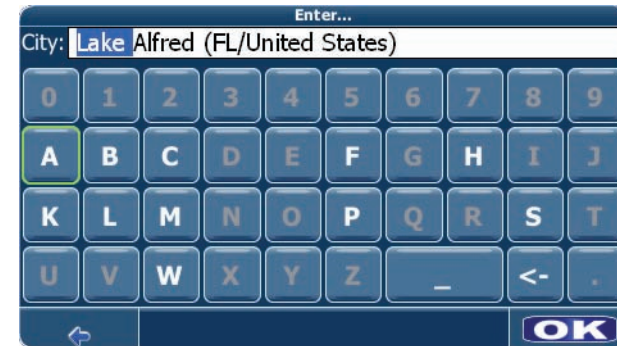 Enter...
City: Lake Alfred (FL/United States)
0 1 2 3 4 5 6 7 8 9
A B C D E F G H I J
K L M N O P Q R S T
U V W X Y Z _ <- .
OK